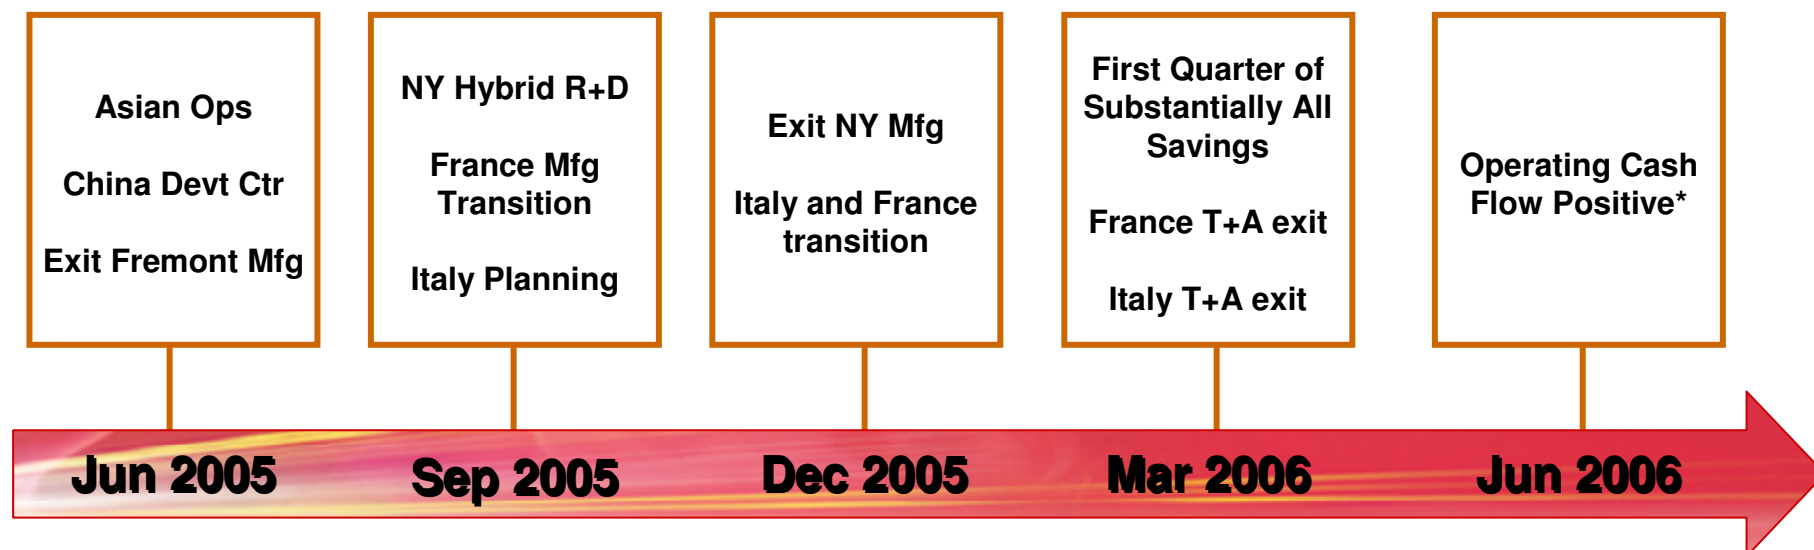 Asian Ops
China Devt Ctr
Exit Fremont Mfg
NY Hybrid R+D
France Mfg
Transition
Italy Planning
Exit NY Mfg
Italy and France
transition
First Quarter of
Substantially All
Savings
France T+A exit
Italy T+A exit
Operating Cash
Flow Positive*
Jun 2005
Sep 2005
Dec 2005
Mar 2006
Jun 2006